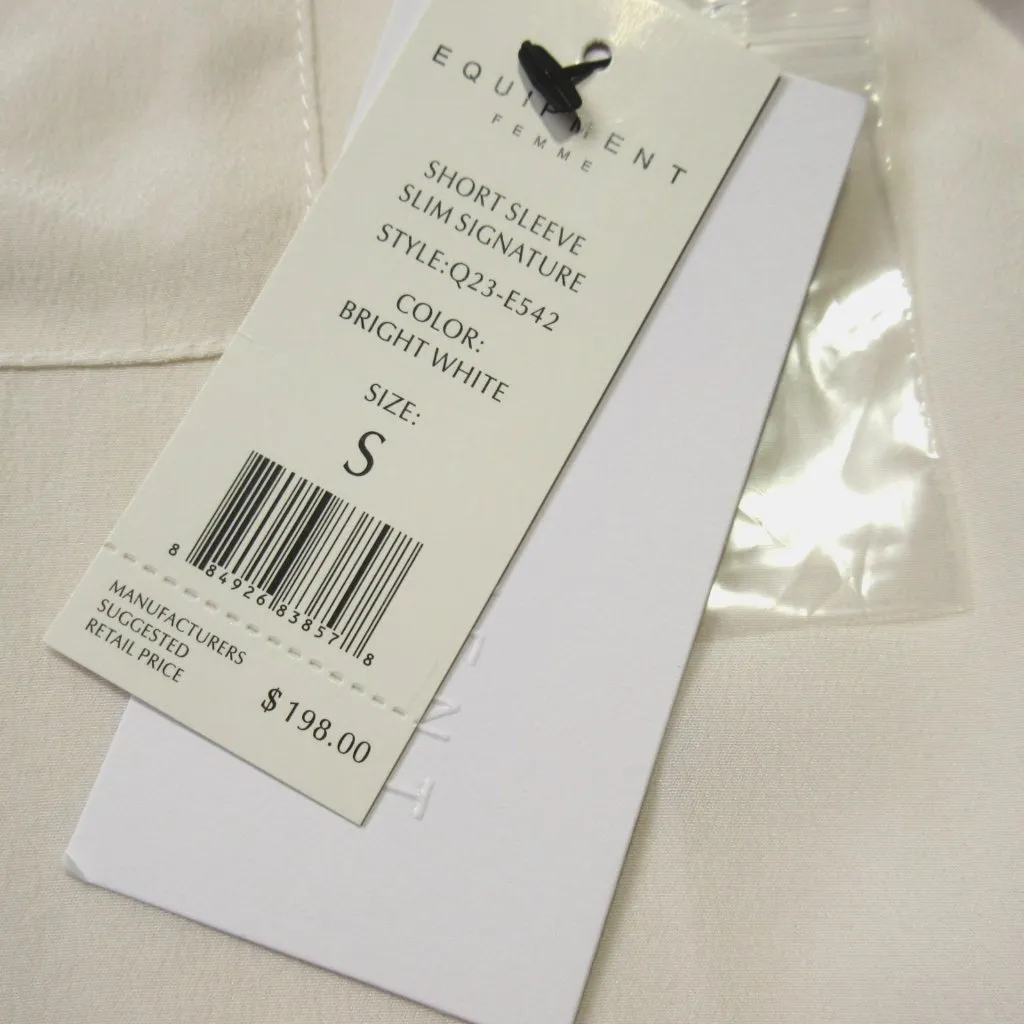 EQUIPMENT
FEMME
SHORT SLEEVE
SLIM SIGNATURE
STYLE:Q23-E542
COLOR:
BRIGHT WHITE
SIZE:
S
8 84926 83857 8
MANUFACTURERS
SUGGESTED
RETAIL PRICE
$198.00
ENT